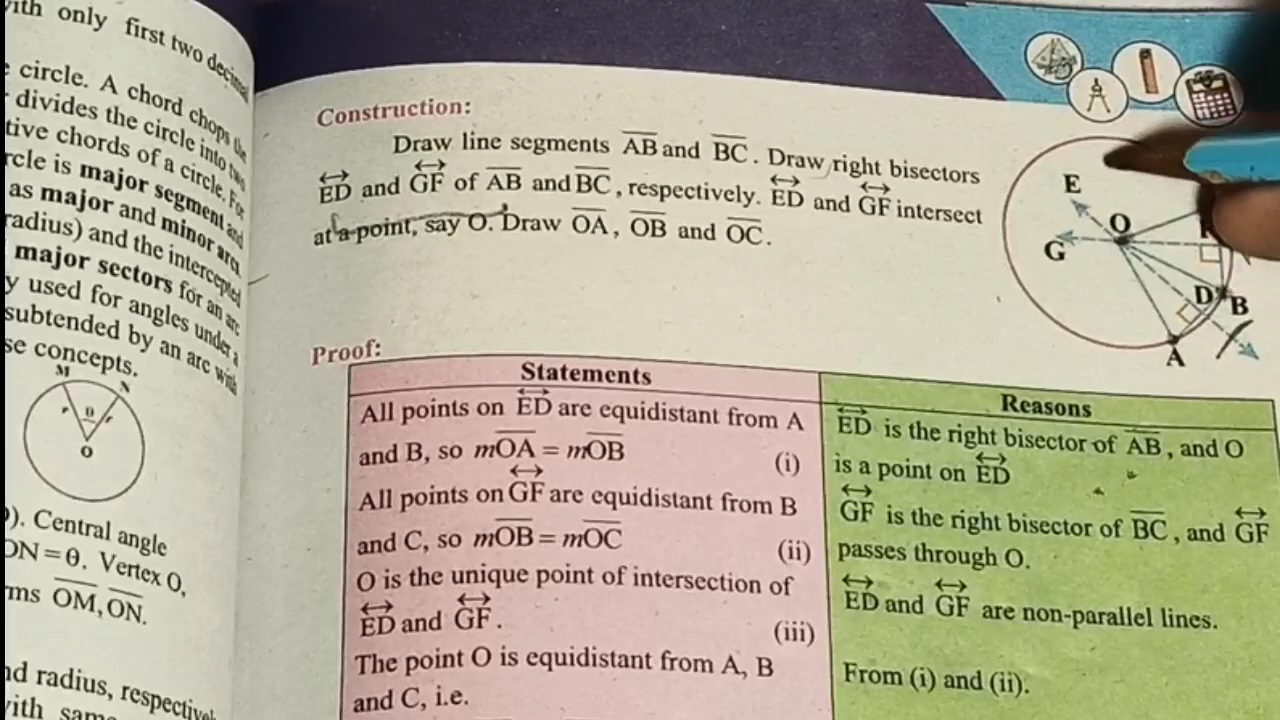 with only first two decimal
circle. A chord chops the
divides the circle into two
tive chords of a circle. For
rcle is major segment and
as major and minor arcs
radius) and the intercepted
major sectors for an arc
y used for angles under a
subtended by an arc with
se concepts.
M N
r θ r
O
). Central angle
ON = θ. Vertex O,
rms OM, ON.
nd radius, respectively
with same
Construction:
Draw line segments AB and BC. Draw right bisectors
ED and GF of AB and BC, respectively. ED and GF intersect
at a point, say O. Draw OA, OB and OC.
E
O
G
D
B
A
Proof:
Statements
Reasons
All points on ED are equidistant from A
and B, so mOA = mOB (i)
ED is the right bisector of AB, and O
is a point on ED
All points on GF are equidistant from B
and C, so mOB = mOC (ii)
GF is the right bisector of BC, and GF
passes through O.
O is the unique point of intersection of
ED and GF. (iii)
ED and GF are non-parallel lines.
The point O is equidistant from A, B
and C, i.e.
From (i) and (ii).